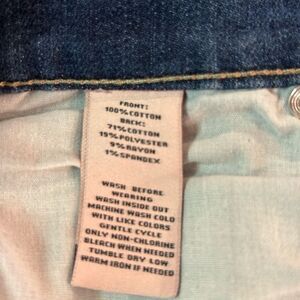 FRONT:
100% COTTON
BACK:
71% COTTON
19% POLYESTER
9% RAYON
1% SPANDEX
WASH BEFORE
WEARING
WASH INSIDE OUT
MACHINE WASH COLD
WITH LIKE COLORS
GENTLE CYCLE
ONLY NON-CHLORINE
BLEACH WHEN NEEDED
TUMBLE DRY LOW
WARM IRON IF NEEDED